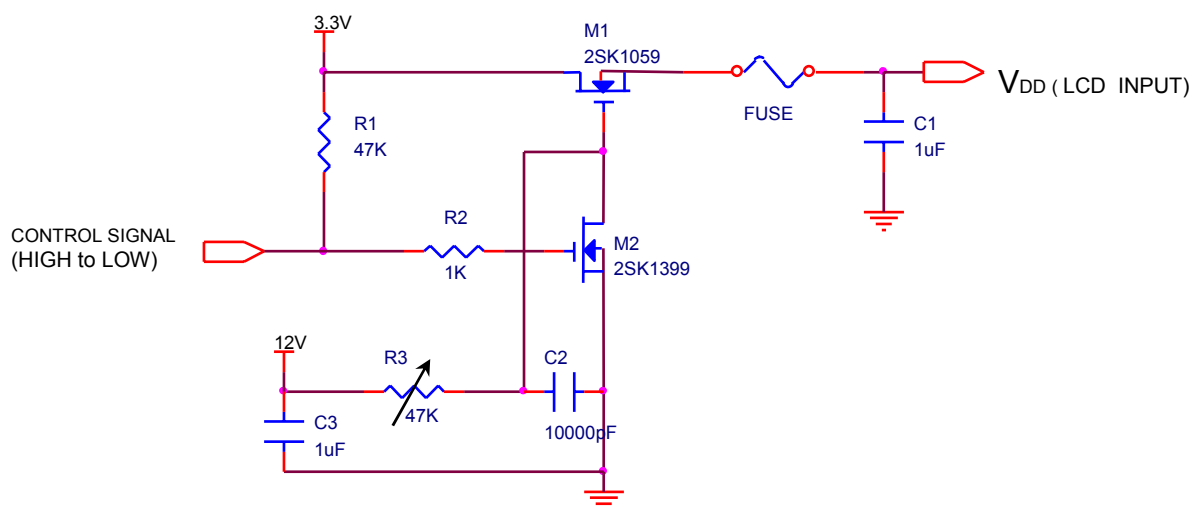 3.3V
M1
2SK1059
FUSE
VDD ( LCD INPUT)
R1
47K
C1
1uF
CONTROL SIGNAL
(HIGH to LOW)
R2
1K
M2
2SK1399
12V
R3
47K
C2
10000pF
C3
1uF